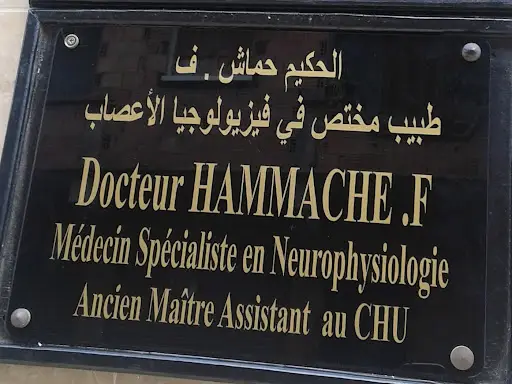 الحكيم حماش . ف
طبيب مختص في فيزيولوجيا الأعصاب
Docteur HAMMACHE .F
Médecin Spécialiste en Neurophysiologie
Ancien Maître Assistant au CHU